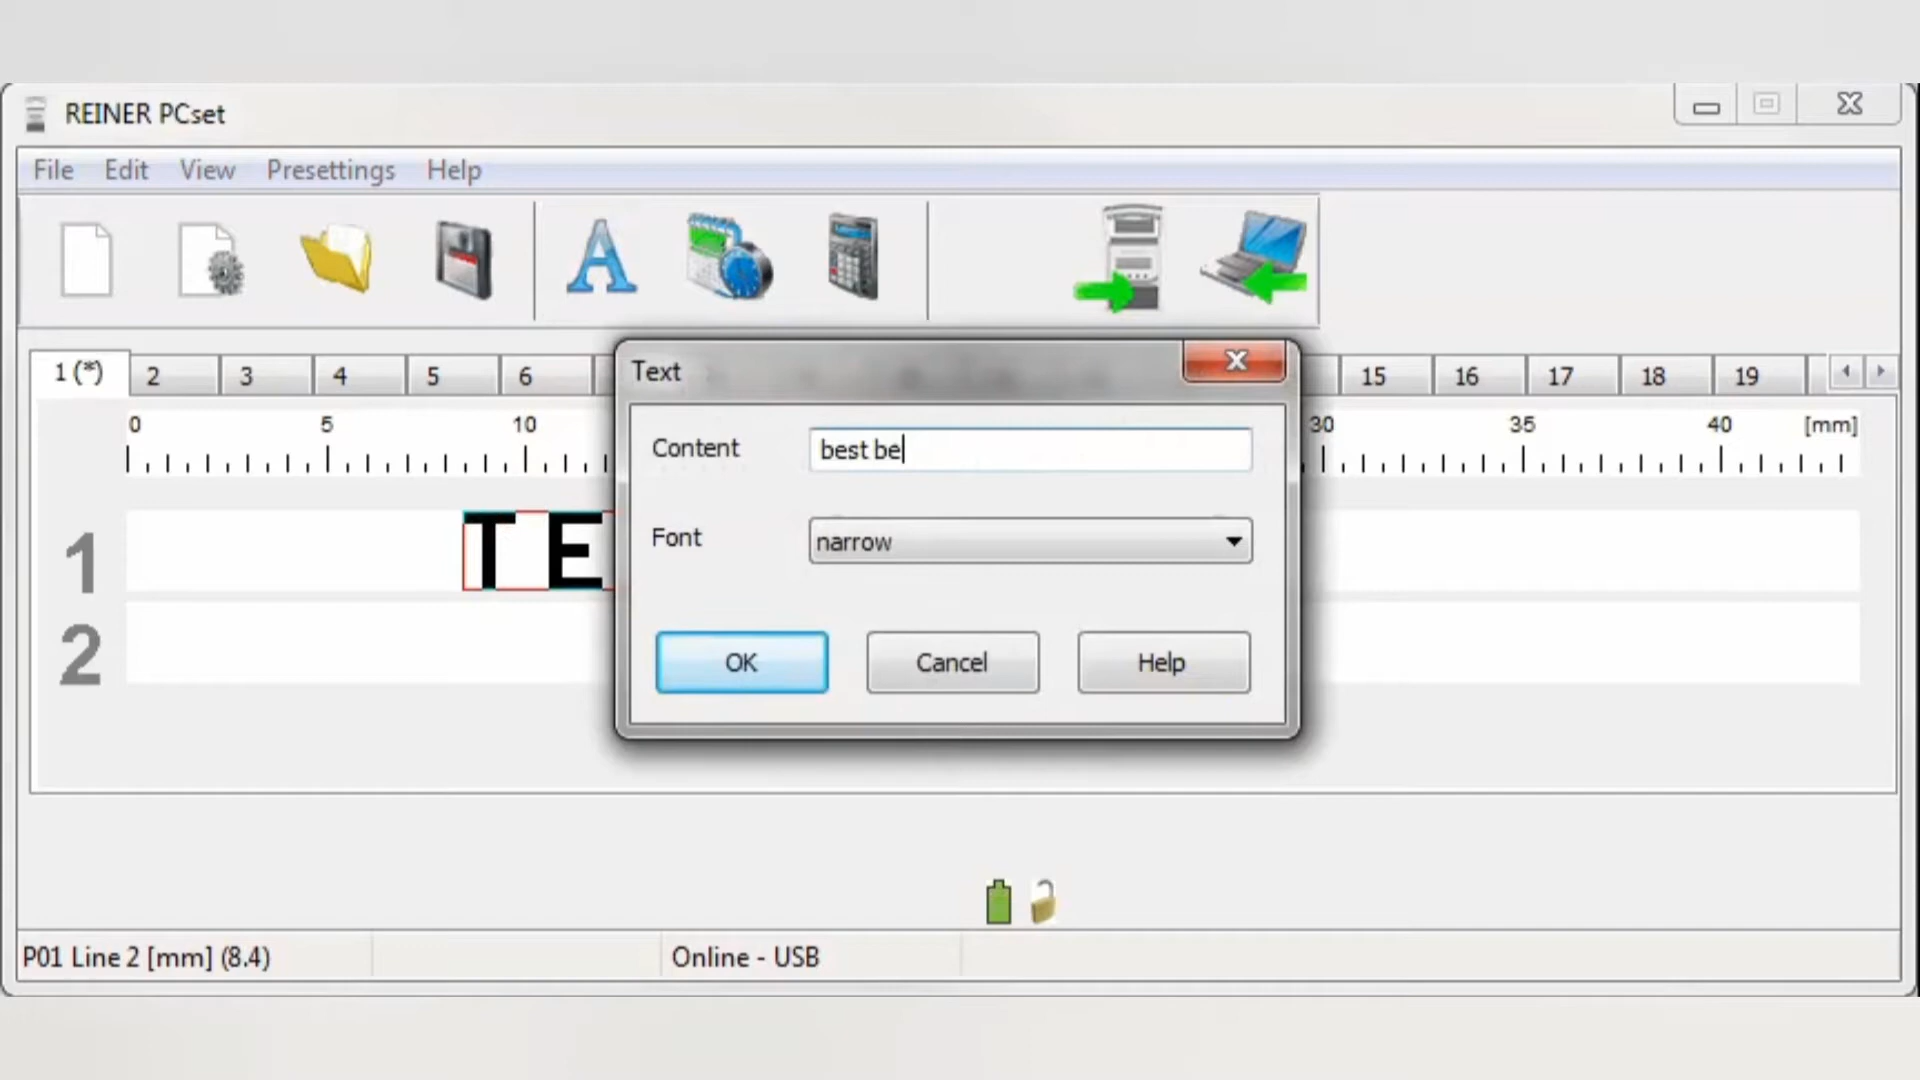 REINER PCset
File Edit View Presettings Help
1 (*) 2 3 4 5 6 15 16 17 18 19
0 5 10 30 35 40 [mm]
1 TE
2
Text
Content best be
Font narrow
OK Cancel Help
P01 Line 2 [mm] (8.4) Online - USB